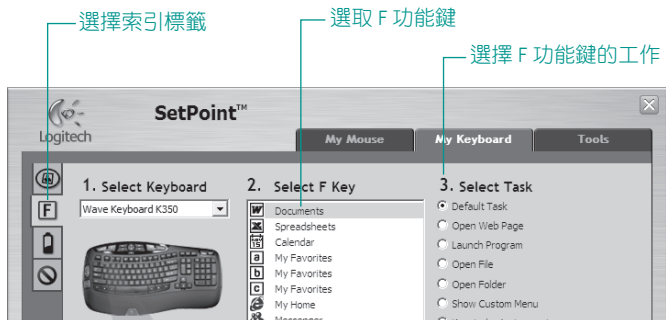 選擇索引標籤
選取 F 功能鍵
選擇 F 功能鍵的工作
Logitech
SetPoint™
My Mouse
My Keyboard
Tools
1. Select Keyboard
2. Select F Key
3. Select Task
Wave Keyboard K350
F
Documents
Spreadsheets
Calendar
My Favorites
My Favorites
My Favorites
My Home
Default Task
Open Web Page
Launch Program
Open File
Open Folder
Show Custom Menu